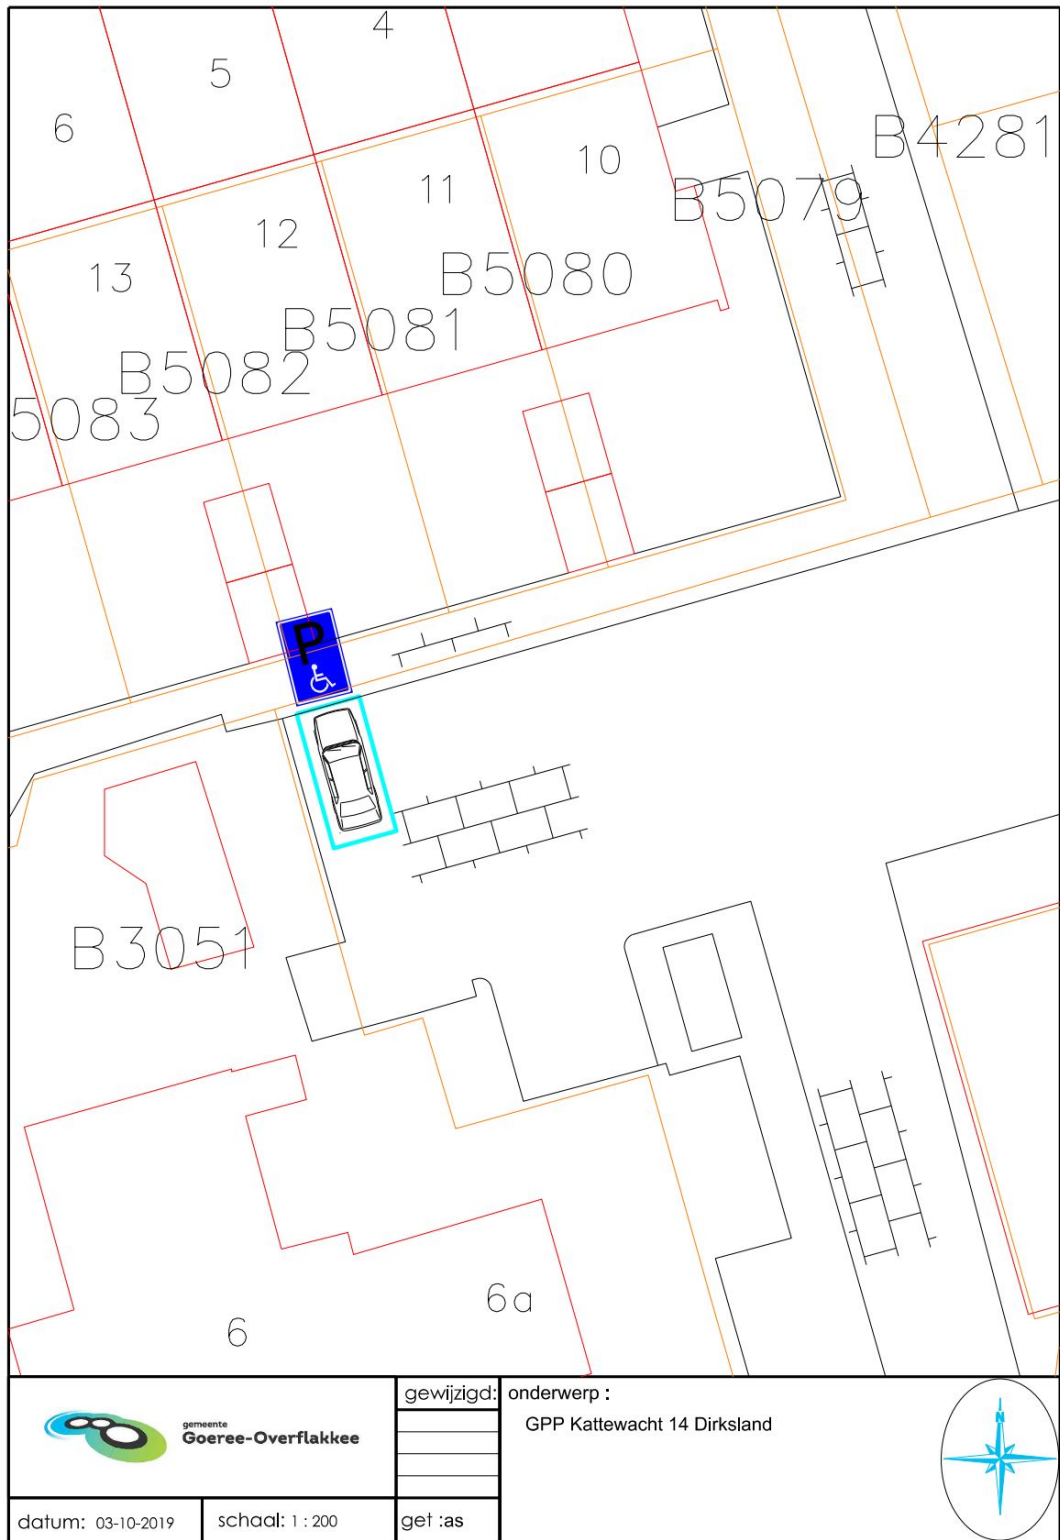 4
5
6
10
11
12
13
B4281
B5079
B5080
B5081
B5082
5083
P
B3051
6a
6
gemeente
Goeree-Overflakkee
gewijzigd:
onderwerp :
GPP Kattewacht 14 Dirksland
N
datum: 03-10-2019
schaal: 1 : 200
get :as